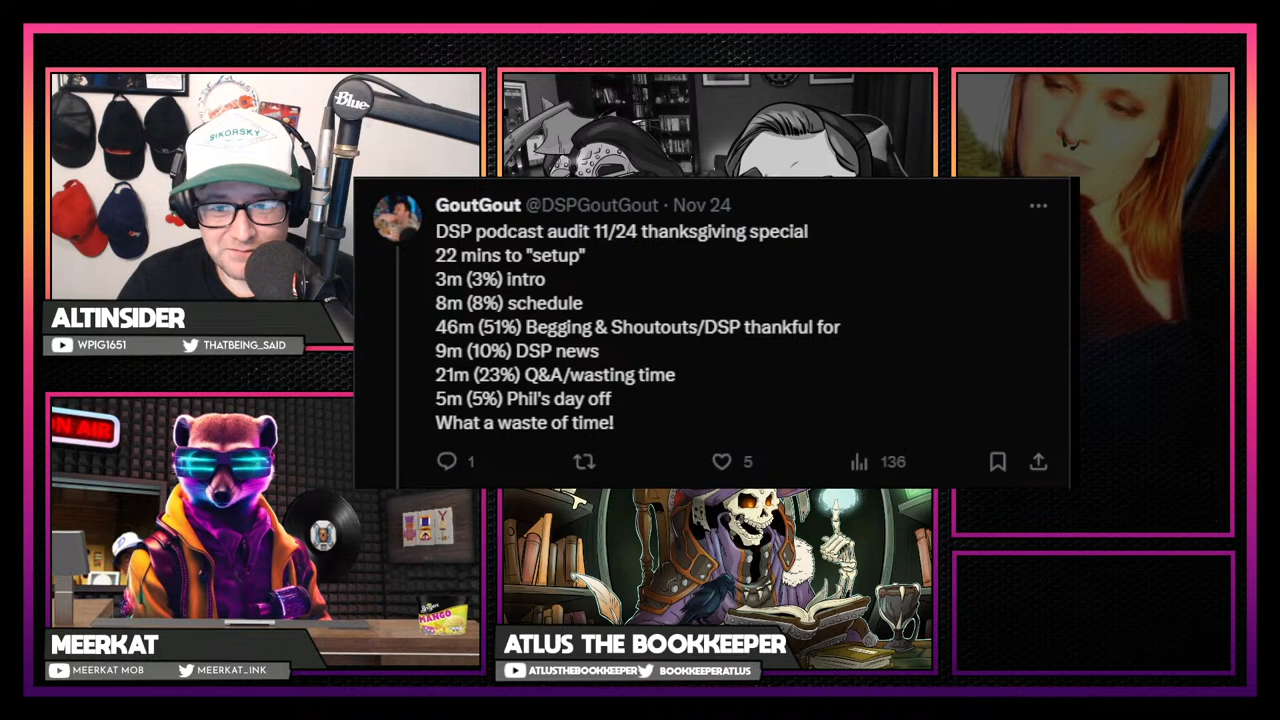 Blue
SIKORSKY
ALTINSIDER
WPIG1651
THATBEING_SAID
GoutGout @DSPGoutGout · Nov 24
DSP podcast audit 11/24 thanksgiving special
22 mins to "setup"
3m (3%) intro
8m (8%) schedule
46m (51%) Begging & Shoutouts/DSP thankful for
9m (10%) DSP news
21m (23%) Q&A/wasting time
5m (5%) Phil's day off
What a waste of time!
1
5
136
ON AIR
MANGO
MEERKAT
MEERKAT MOB
MEERKAT_INK
ATLUS THE BOOKKEEPER
ATLUSTHEBOOKKEEPER
BOOKKEEPERATLUS